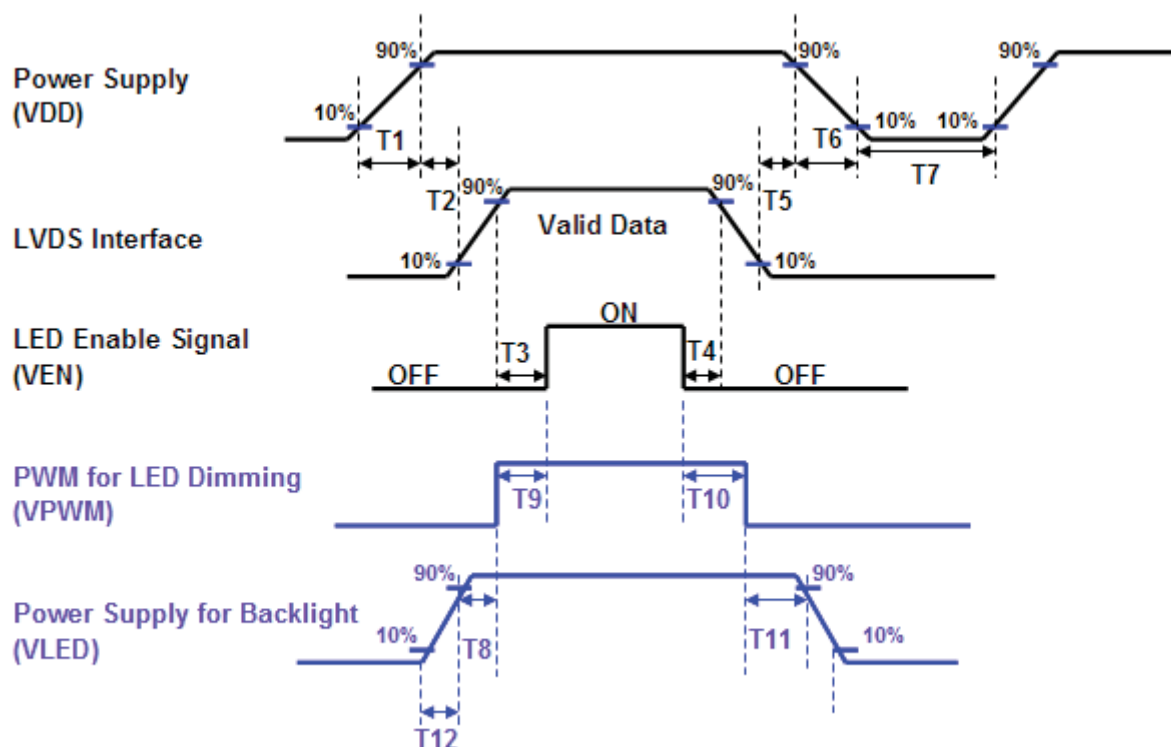 90% 90% 90%
Power Supply
(VDD)
10% 10% 10%
T1 T6 T7
T2 90% 90% T5
LVDS Interface
Valid Data
10% 10%
LED Enable Signal
(VEN)
ON
T3 T4
OFF OFF
PWM for LED Dimming
(VPWM)
T9 T10
90% 90%
Power Supply for Backlight
(VLED)
10% 10%
T8 T11
T12